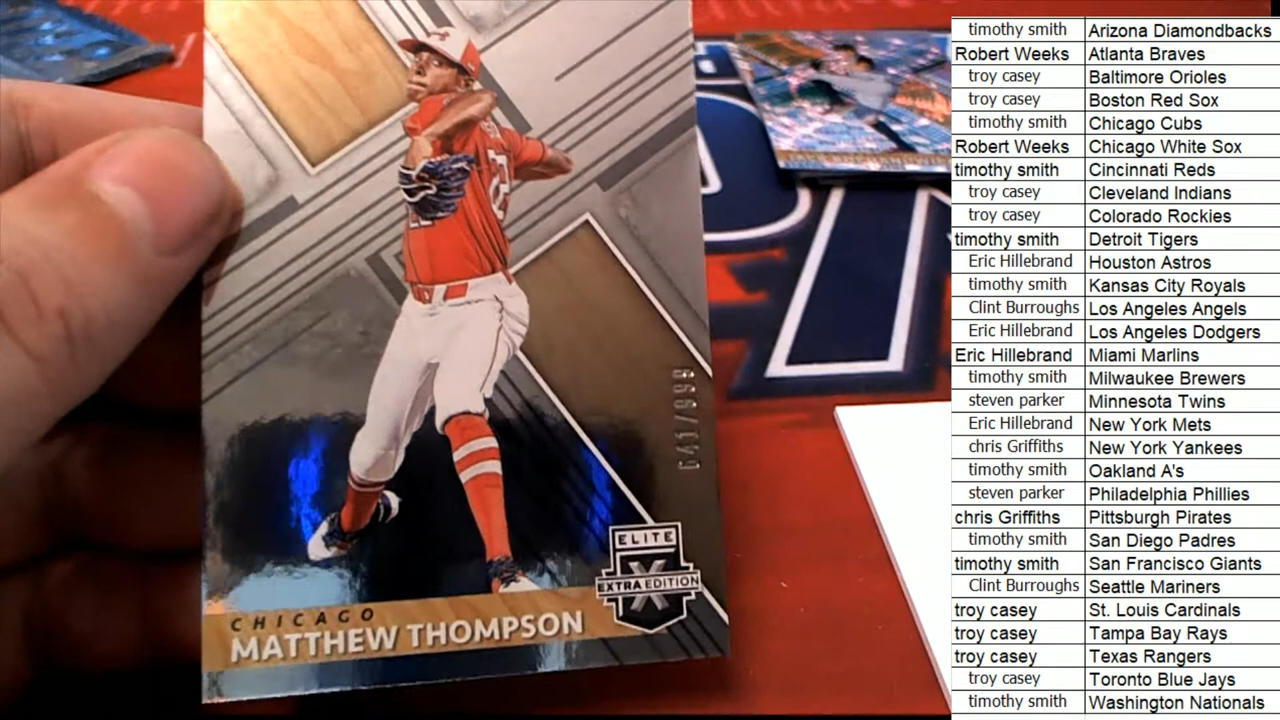 041/999
ELITE
EXTRA EDITION
CHICAGO
MATTHEW THOMPSON
timothy smith Arizona Diamondbacks
Robert Weeks Atlanta Braves
troy casey Baltimore Orioles
troy casey Boston Red Sox
timothy smith Chicago Cubs
Robert Weeks Chicago White Sox
timothy smith Cincinnati Reds
troy casey Cleveland Indians
troy casey Colorado Rockies
timothy smith Detroit Tigers
Eric Hillebrand Houston Astros
timothy smith Kansas City Royals
Clint Burroughs Los Angeles Angels
Eric Hillebrand Los Angeles Dodgers
Eric Hillebrand Miami Marlins
timothy smith Milwaukee Brewers
steven parker Minnesota Twins
Eric Hillebrand New York Mets
chris Griffiths New York Yankees
timothy smith Oakland A's
steven parker Philadelphia Phillies
chris Griffiths Pittsburgh Pirates
timothy smith San Diego Padres
timothy smith San Francisco Giants
Clint Burroughs Seattle Mariners
troy casey St. Louis Cardinals
troy casey Tampa Bay Rays
troy casey Texas Rangers
troy casey Toronto Blue Jays
timothy smith Washington Nationals